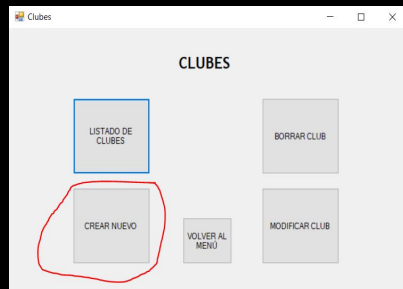 Clubes
CLUBES
LISTADO DE
CLUBES
BORRAR CLUB
CREAR NUEVO
VOLVER AL
MENÚ
MODIFICAR CLUB